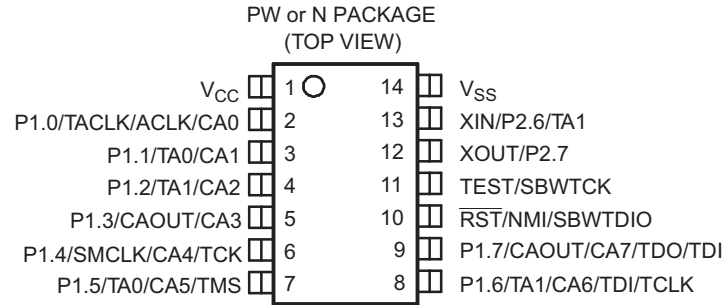 PW or N PACKAGE
(TOP VIEW)
VCC 1 14 VSS
P1.0/TACLK/ACLK/CA0 2 13 XIN/P2.6/TA1
P1.1/TA0/CA1 3 12 XOUT/P2.7
P1.2/TA1/CA2 4 11 TEST/SBWTCK
P1.3/CAOUT/CA3 5 10 RST/NMI/SBWTDIO
P1.4/SMCLK/CA4/TCK 6 9 P1.7/CAOUT/CA7/TDO/TDI
P1.5/TA0/CA5/TMS 7 8 P1.6/TA1/CA6/TDI/TCLK